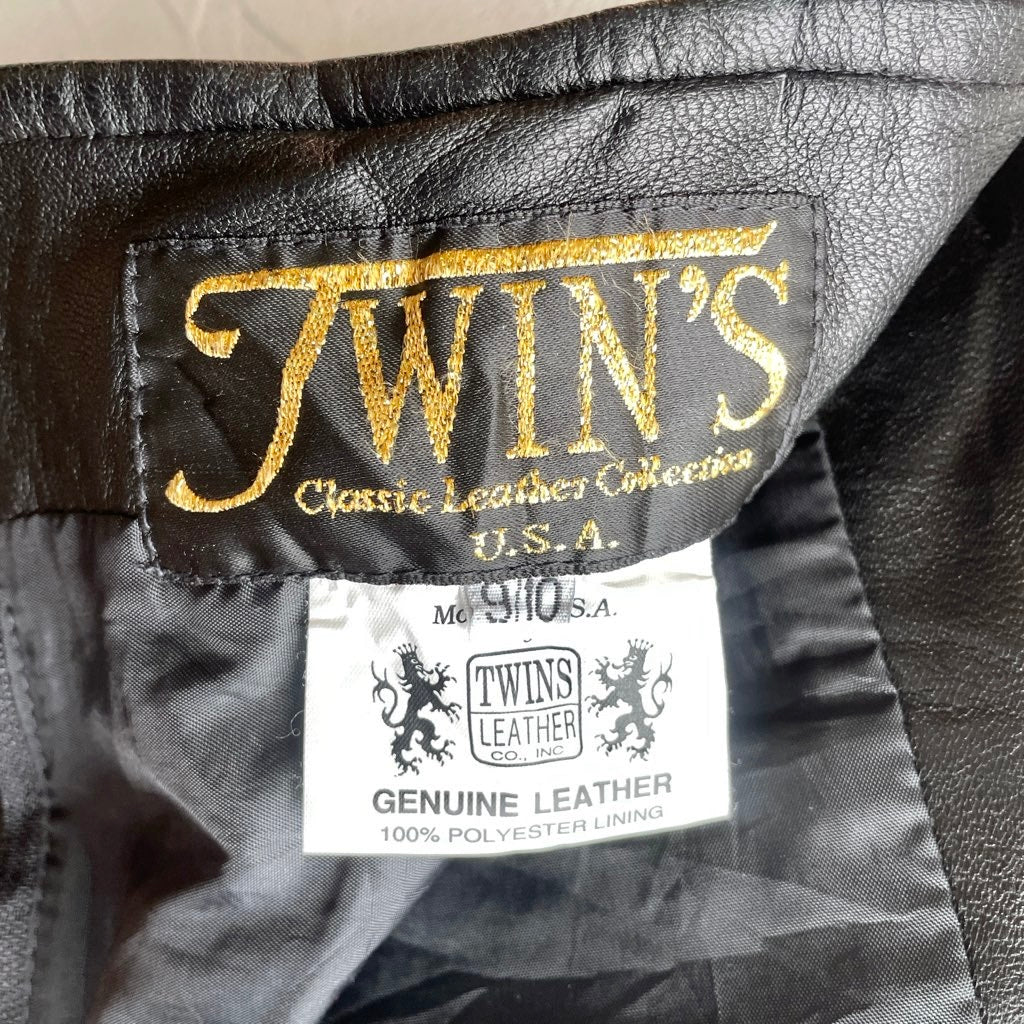 TWIN'S
Classic Leather Collection
U.S.A.
9/10 S.A.
TWINS
LEATHER
CO., INC
GENUINE LEATHER
100% POLYESTER LINING